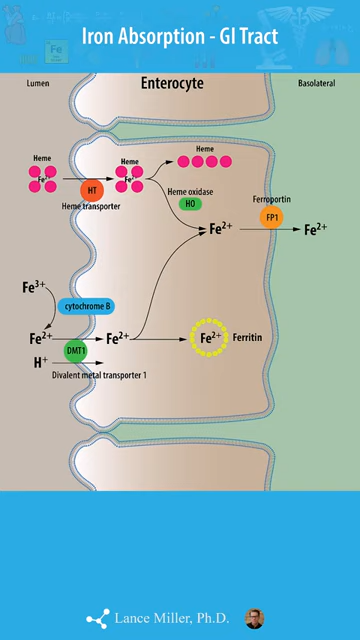 Iron Absorption - GI Tract
Fe
Lumen
Enterocyte
Basolateral
Heme
Heme
Heme
Fe²⁺
Fe²⁺
HT
Heme transporter
Heme oxidase
HO
Ferroportin
FP1
Fe²⁺
Fe²⁺
Fe³⁺
cytochrome B
Fe²⁺
Fe²⁺
Fe²⁺
Ferritin
DMT1
H⁺
Divalent metal transporter 1
Lance Miller, Ph.D.